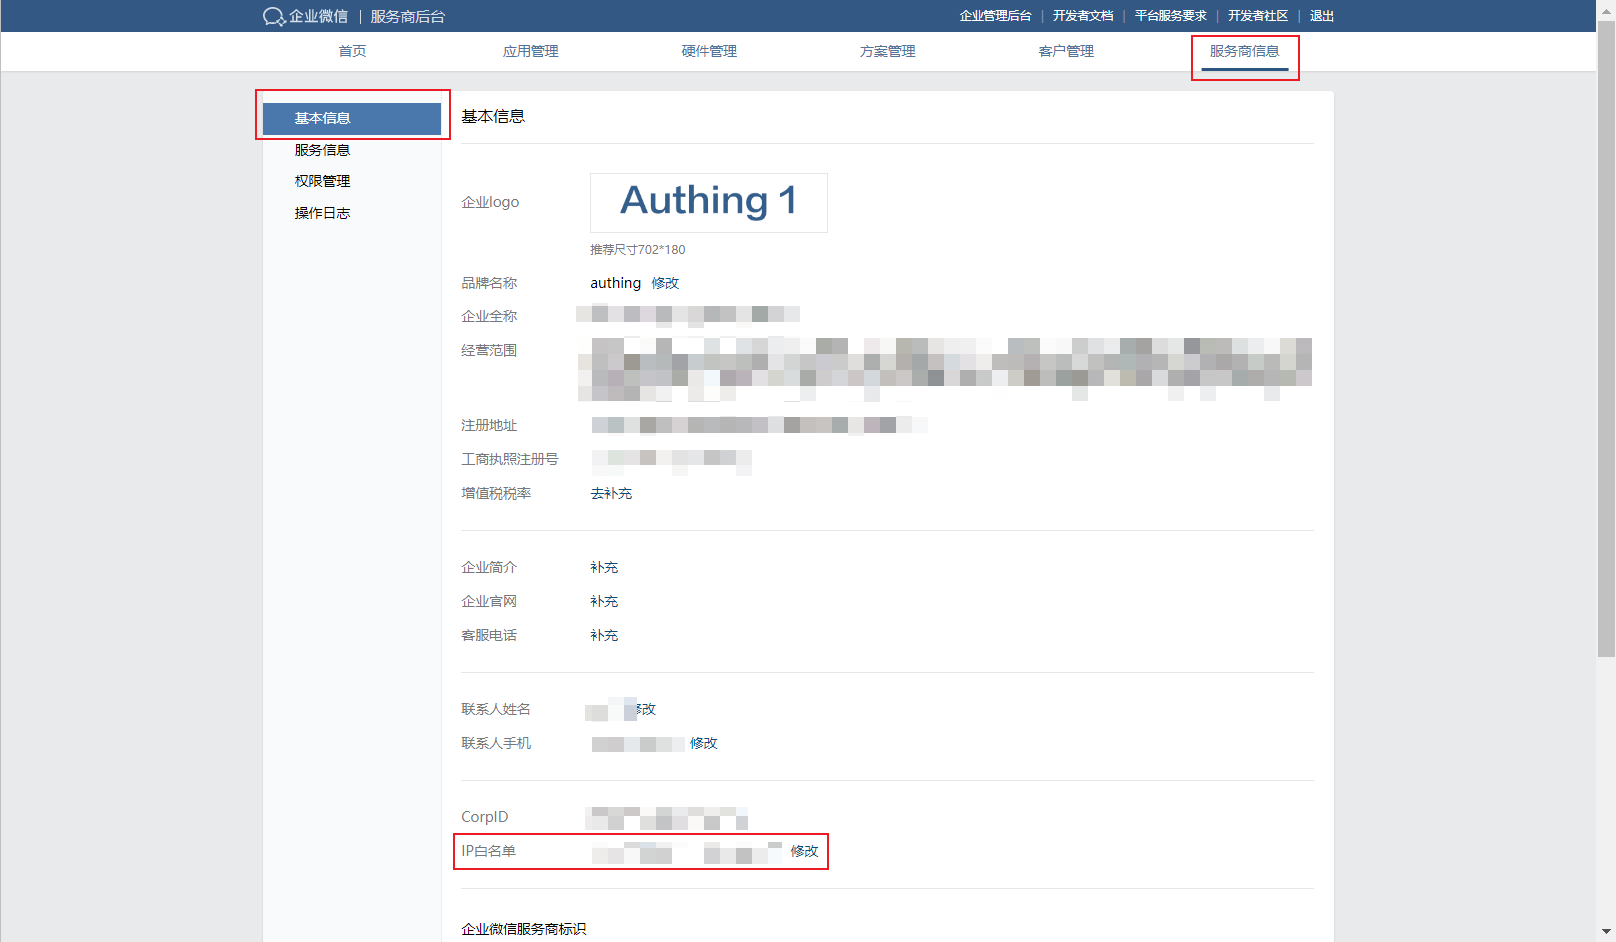 企业微信 | 服务商后台
企业管理后台 | 开发者文档 | 平台服务要求 | 开发者社区 | 退出
首页 应用管理 硬件管理 方案管理 客户管理 服务商信息
基本信息
服务信息
权限管理
操作日志
基本信息
企业logo Authing 1
推荐尺寸702*180
品牌名称 authing 修改
企业全称
经营范围
注册地址
工商执照注册号
增值税税率 去补充
企业简介 补充
企业官网 补充
客服电话 补充
联系人姓名 修改
联系人手机 修改
CorpID
IP白名单 修改
企业微信服务商标识